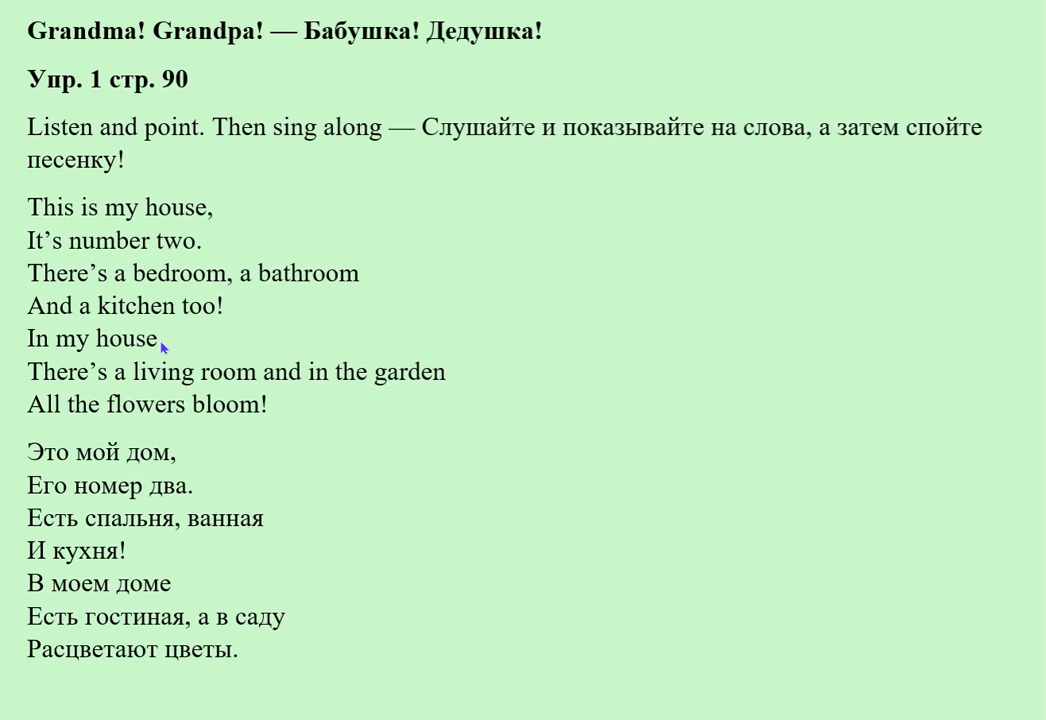 Grandma! Grandpa! — Бабушка! Дедушка!
Упр. 1 стр. 90
Listen and point. Then sing along — Слушайте и показывайте на слова, а затем спойте
песенку!
This is my house,
It’s number two.
There’s a bedroom, a bathroom
And a kitchen too!
In my house
There’s a living room and in the garden
All the flowers bloom!
Это мой дом,
Его номер два.
Есть спальня, ванная
И кухня!
В моем доме
Есть гостиная, а в саду
Расцветают цветы.